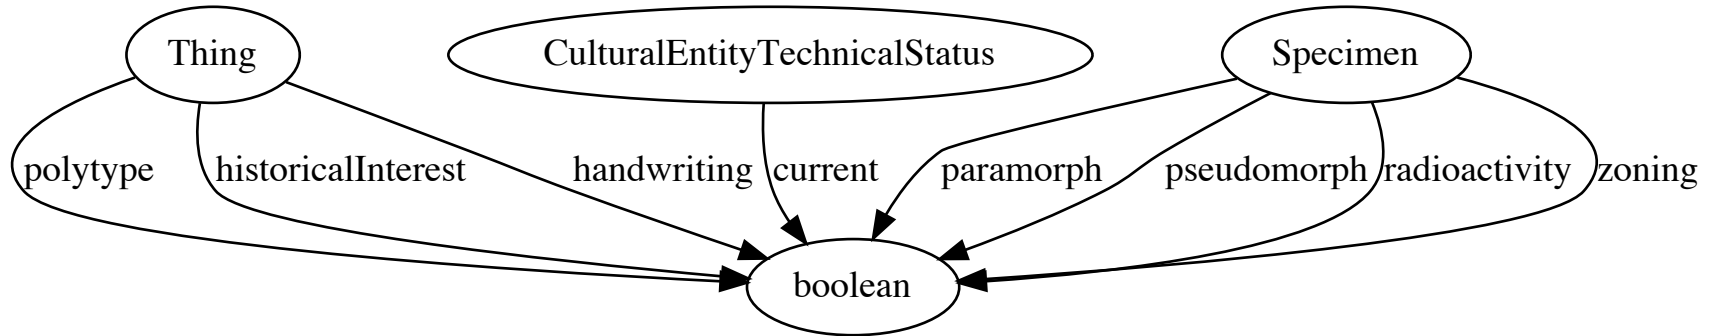 Thing
CulturalEntityTechnicalStatus
Specimen
polytype
historicalInterest
handwriting
current
paramorph
pseudomorph
radioactivity
zoning
boolean